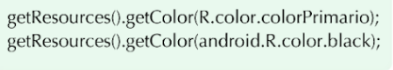 getResources().getColor(R.color.colorPrimario);
getResources().getColor(android.R.color.black);